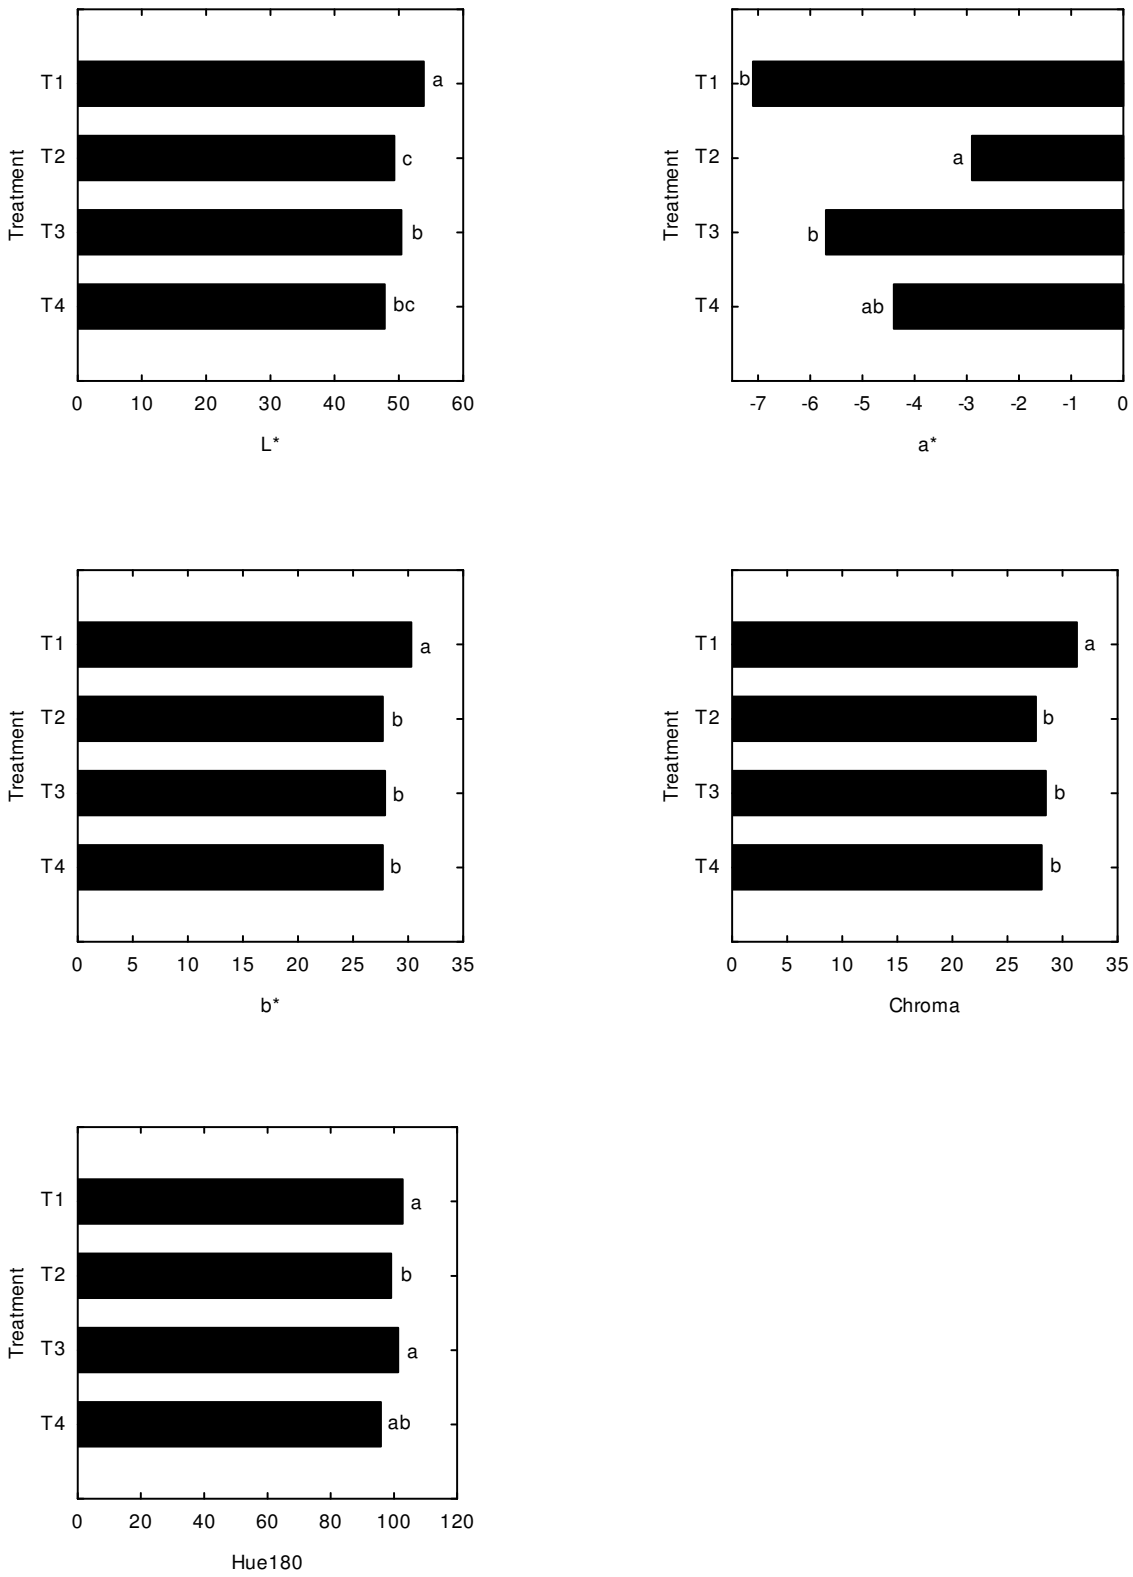 T1
a
T2
c
T3
b
T4
bc
Treatment
0 10 20 30 40 50 60
L*
T1
b
T2
a
T3
b
T4
ab
Treatment
-7 -6 -5 -4 -3 -2 -1 0
a*
T1
a
T2
b
T3
b
T4
b
Treatment
0 5 10 15 20 25 30 35
b*
T1
a
T2
b
T3
b
T4
b
Treatment
0 5 10 15 20 25 30 35
Chroma
T1
a
T2
b
T3
a
T4
ab
Treatment
0 20 40 60 80 100 120
Hue180